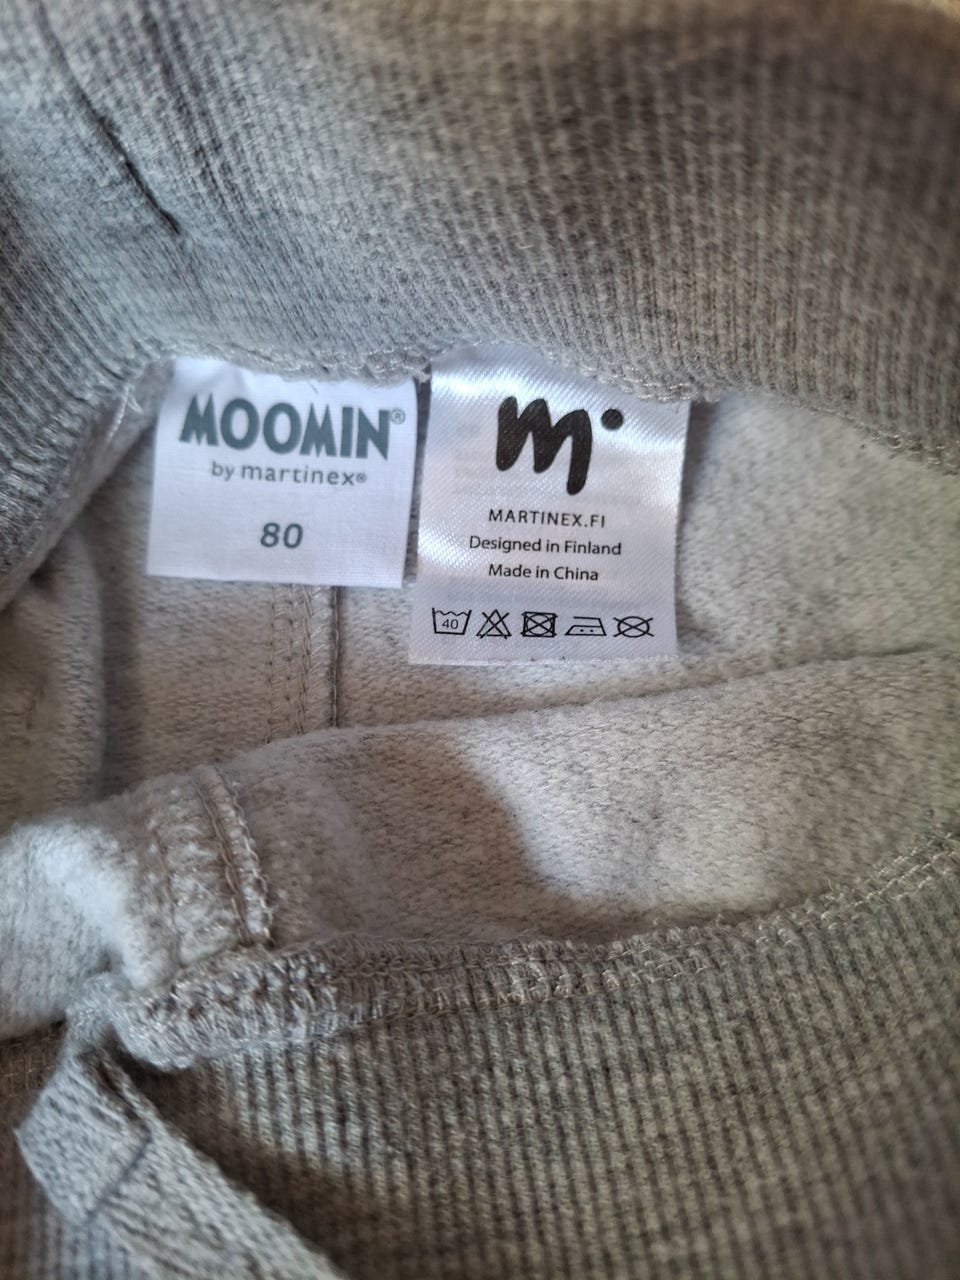 MOOMIN®
by martinex®
80
m
MARTINEX.FI
Designed in Finland
Made in China
40